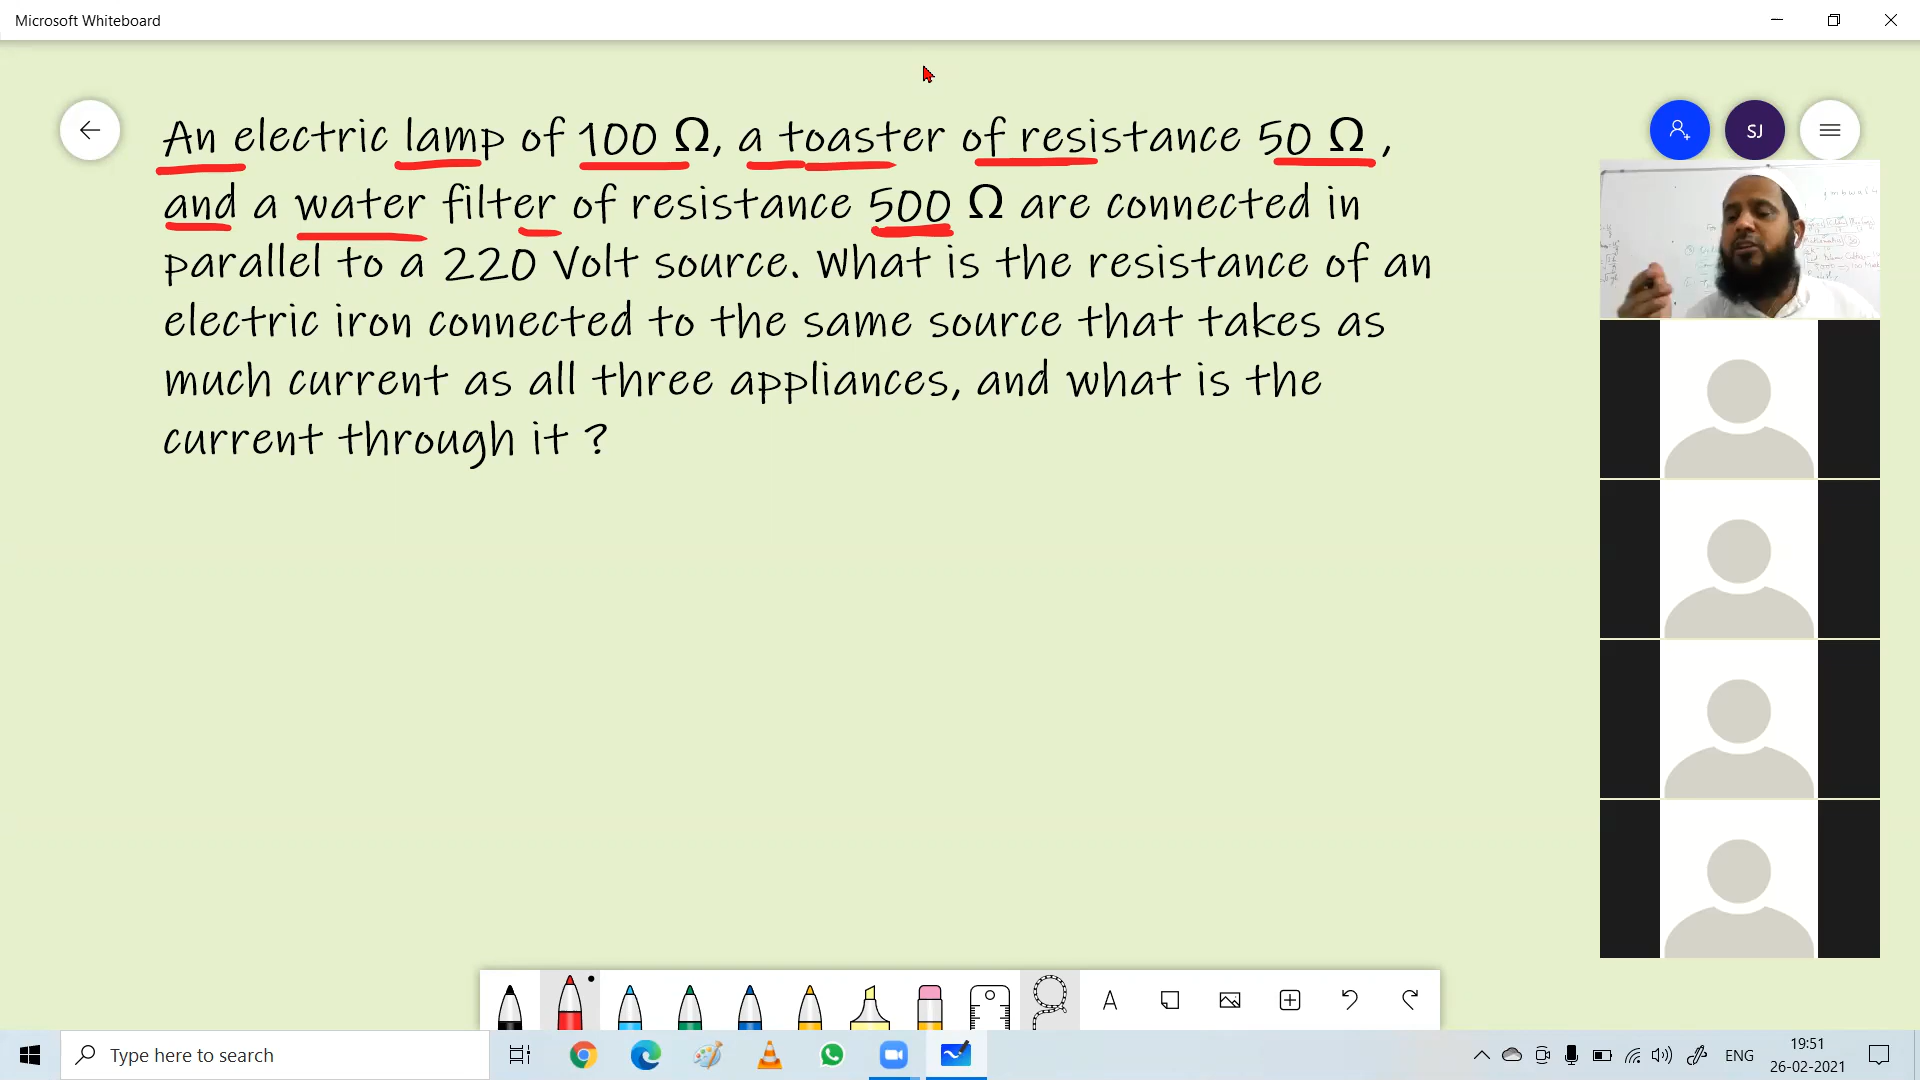 Microsoft Whiteboard
An electric lamp of 100 Ω, a toaster of resistance 50 Ω ,
and a water filter of resistance 500 Ω are connected in
parallel to a 220 Volt source. What is the resistance of an
electric iron connected to the same source that takes as
much current as all three appliances, and what is the
current through it ?
SJ
Type here to search
ENG
19:51
26-02-2021